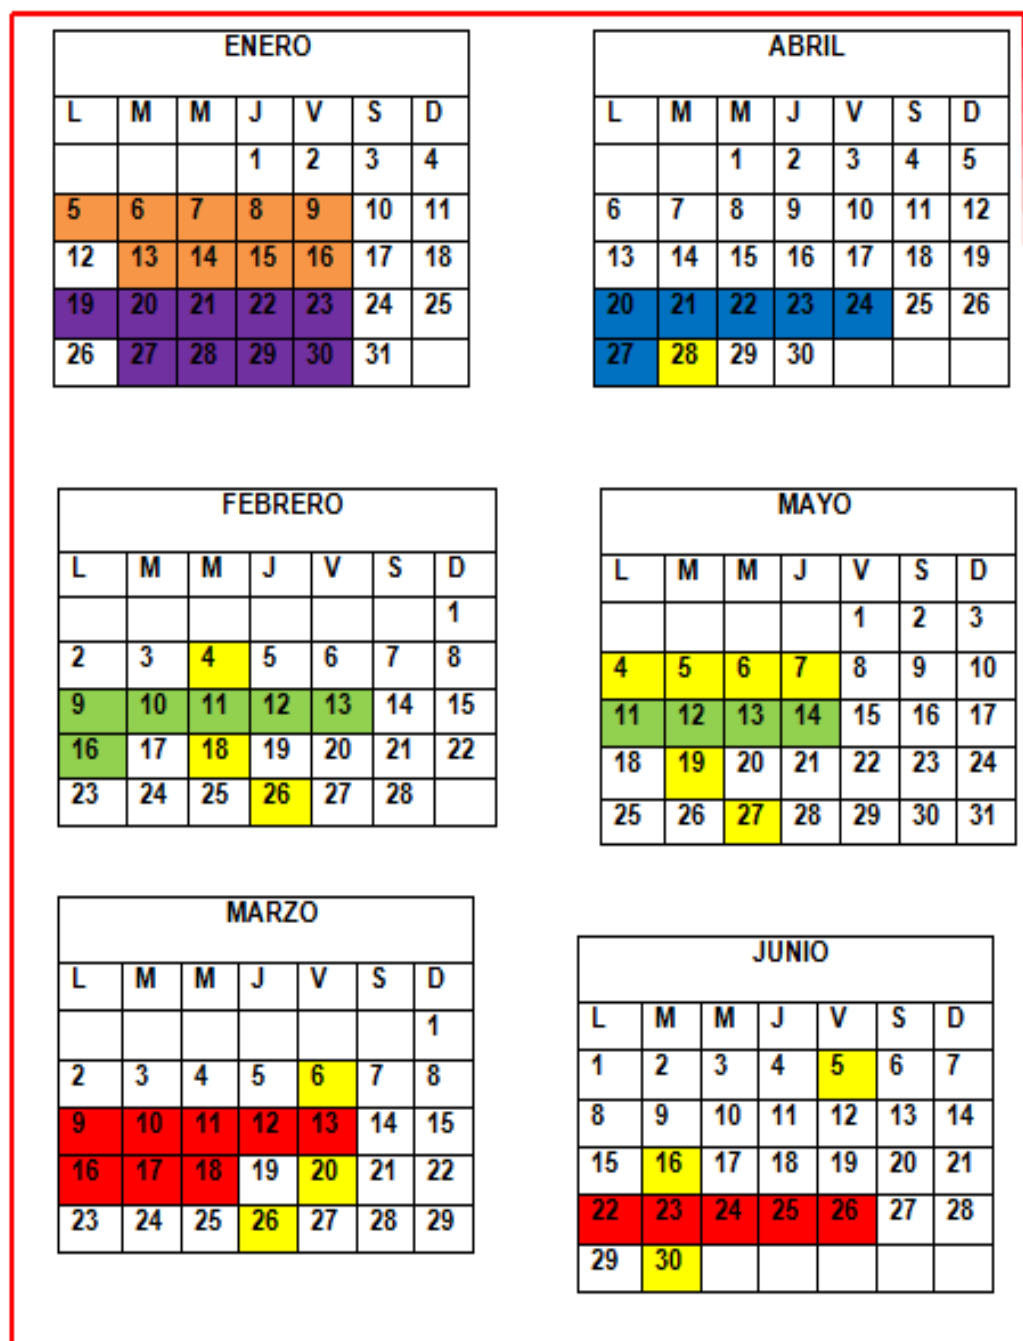 ENERO
L M M J V S D
1 2 3 4
5 6 7 8 9 10 11
12 13 14 15 16 17 18
19 20 21 22 23 24 25
26 27 28 29 30 31
ABRIL
L M M J V S D
1 2 3 4 5
6 7 8 9 10 11 12
13 14 15 16 17 18 19
20 21 22 23 24 25 26
27 28 29 30
FEBRERO
L M M J V S D
1
2 3 4 5 6 7 8
9 10 11 12 13 14 15
16 17 18 19 20 21 22
23 24 25 26 27 28
MAYO
L M M J V S D
1 2 3
4 5 6 7 8 9 10
11 12 13 14 15 16 17
18 19 20 21 22 23 24
25 26 27 28 29 30 31
MARZO
L M M J V S D
1
2 3 4 5 6 7 8
9 10 11 12 13 14 15
16 17 18 19 20 21 22
23 24 25 26 27 28 29
JUNIO
L M M J V S D
1 2 3 4 5 6 7
8 9 10 11 12 13 14
15 16 17 18 19 20 21
22 23 24 25 26 27 28
29 30